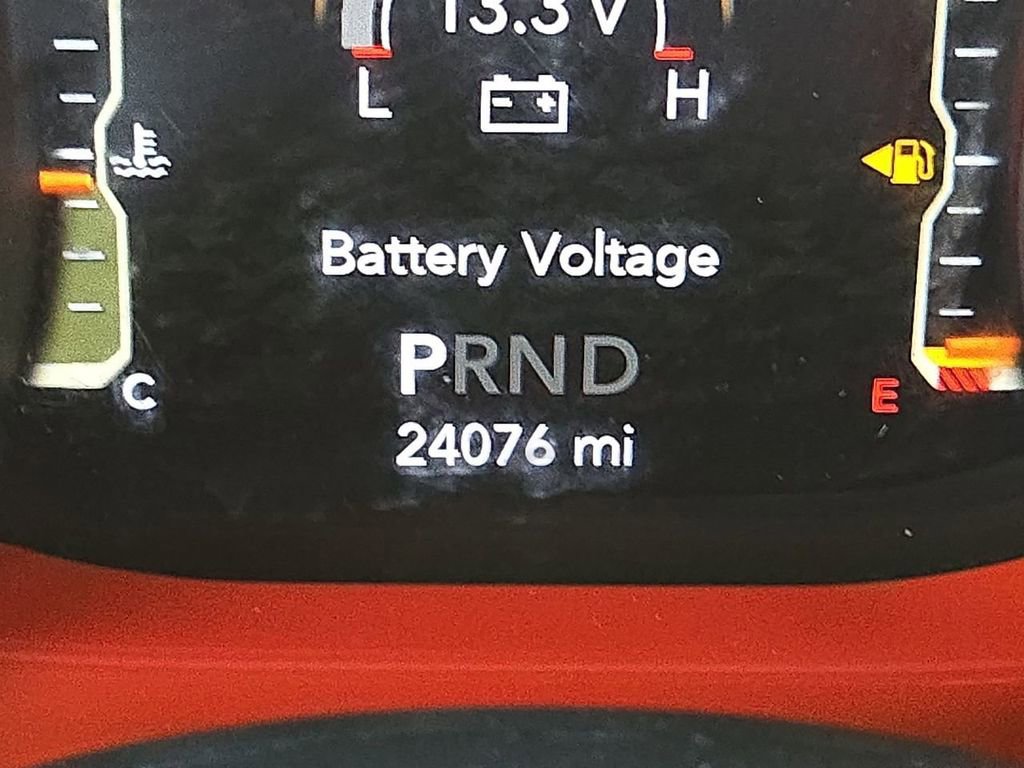 13.3 V
L H
Battery Voltage
PRND
C E
24076 mi